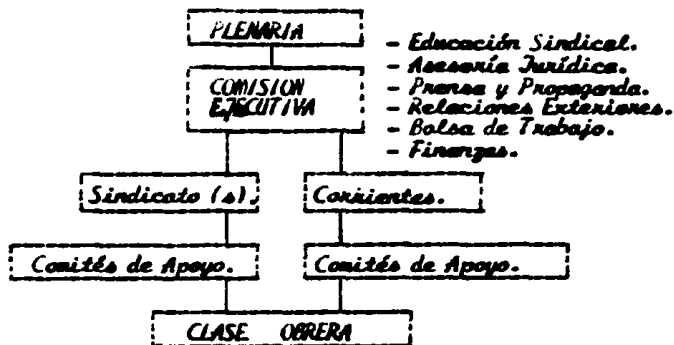 PLENARIA
COMISION
EJECUTIVA
- Educación Sindical.
- Asesoría Jurídica.
- Prensa y Propaganda.
- Relaciones Exteriores.
- Bolsa de Trabajo.
- Finanzas.
Sindicato (s).
Corrientes.
Comités de Apoyo.
Comités de Apoyo.
CLASE OBRERA